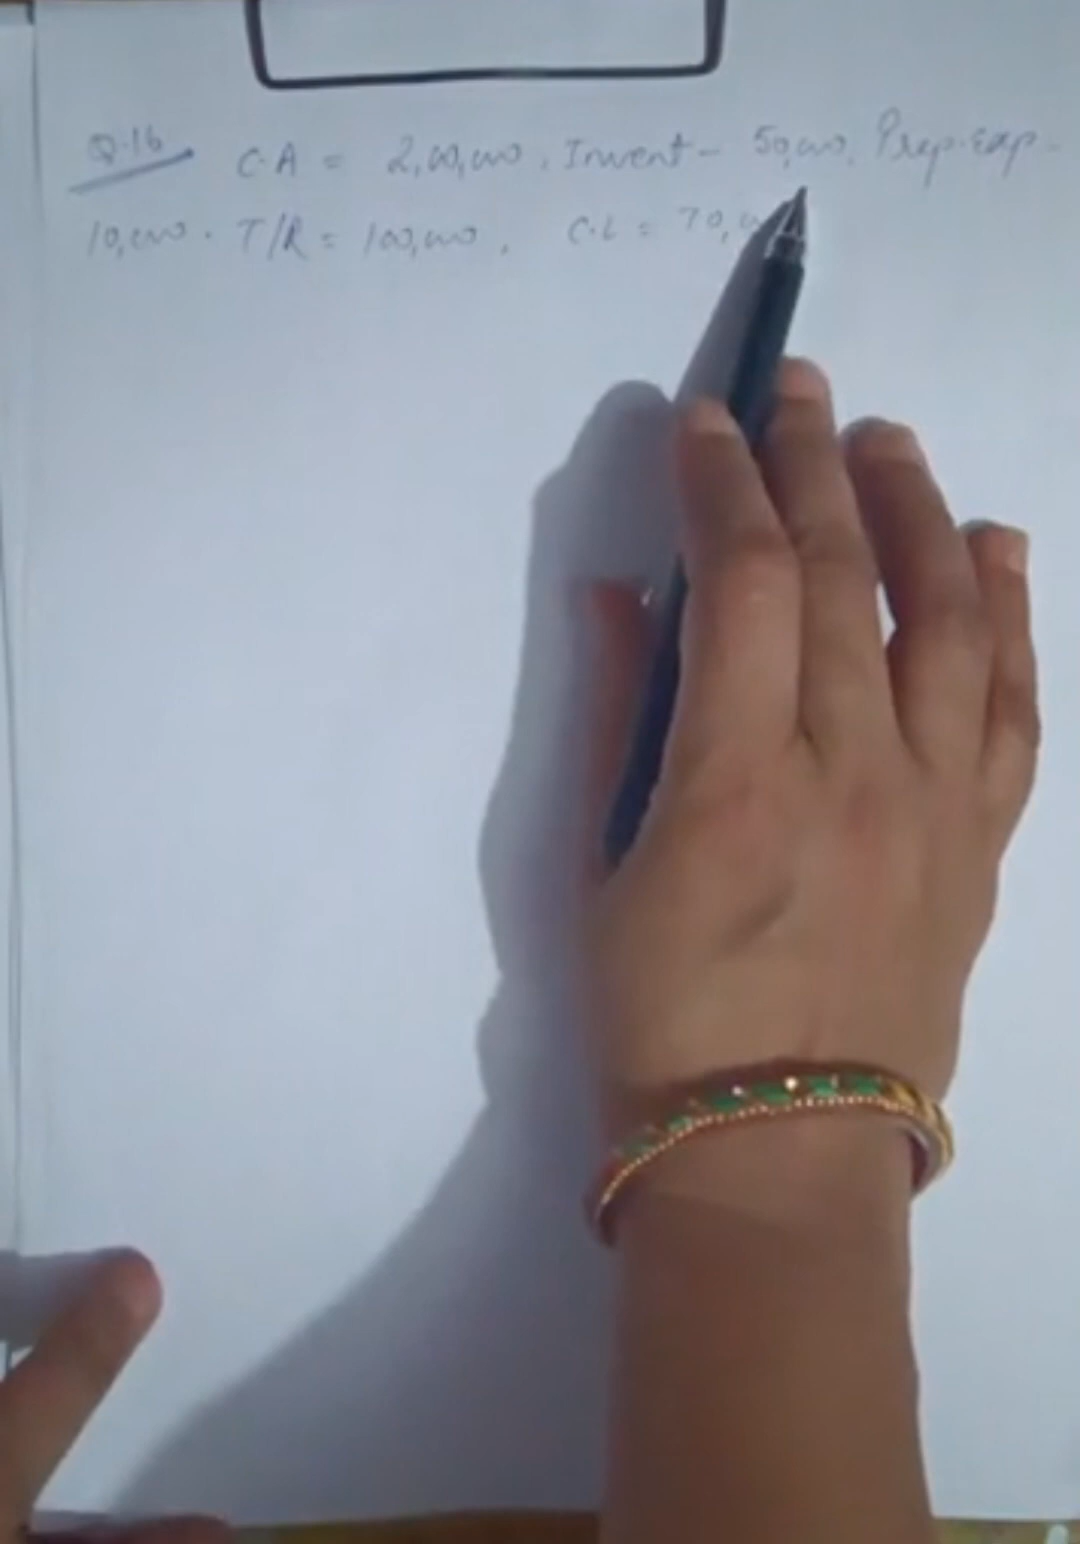 Q.16 C.A = 2,00,000. Invent - 50,000. Prep. Exp -
10,000. T/R = 100,000. C.L = 70,